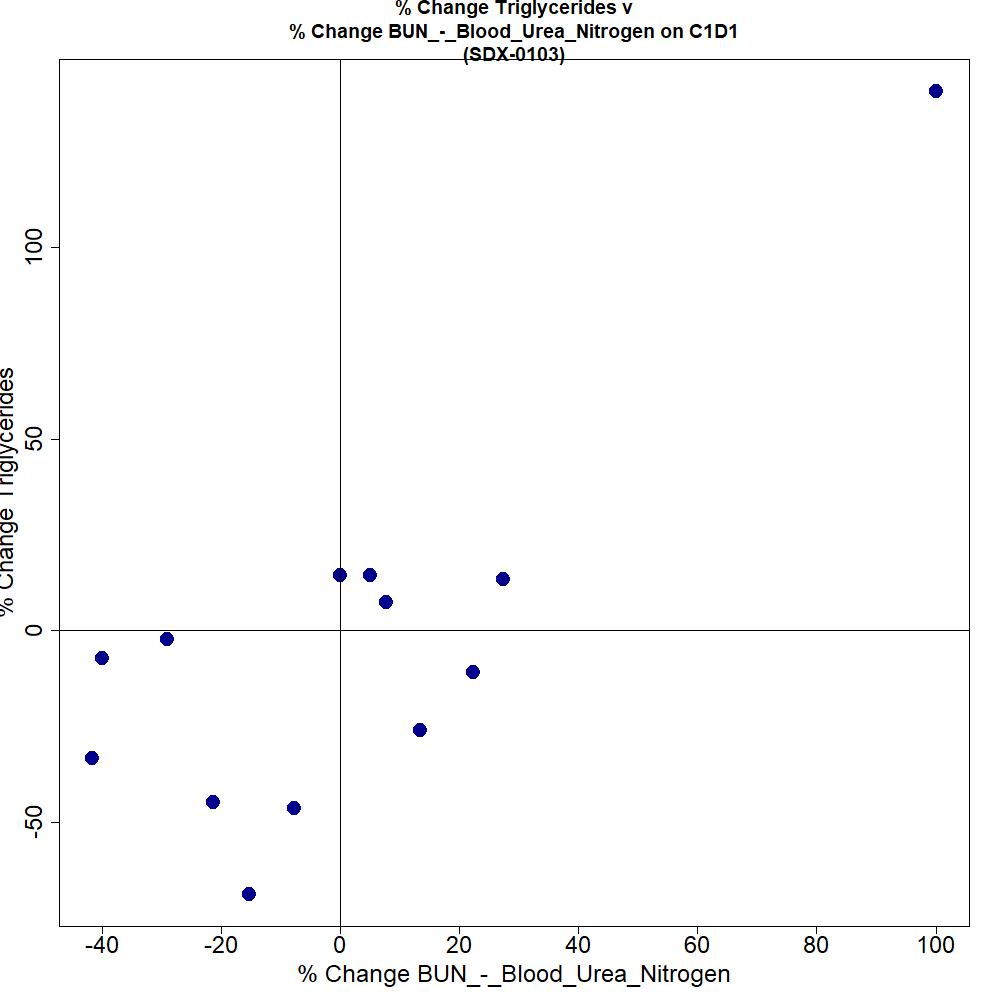 % Change Triglycerides v
% Change BUN_-_Blood_Urea_Nitrogen on C1D1
(SDX-0103)
% Change Triglycerides
100
50
0
-50
-40 -20 0 20 40 60 80 100
% Change BUN_-_Blood_Urea_Nitrogen